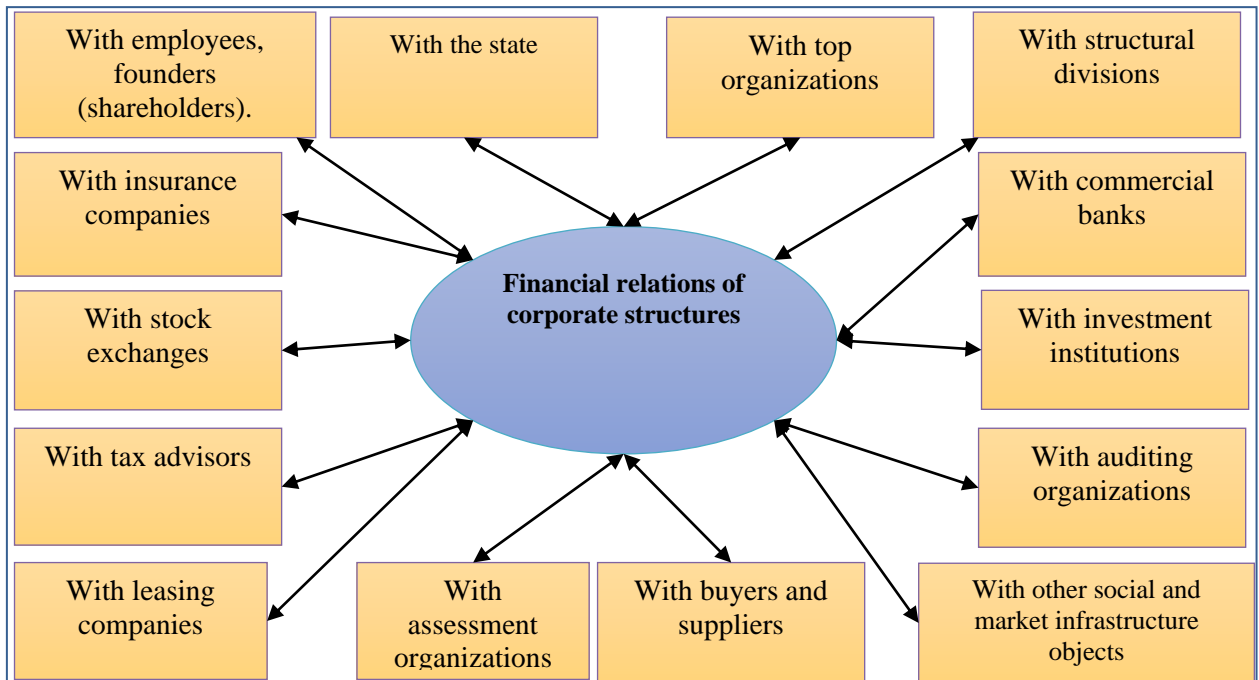 With employees,
founders
(shareholders).
With the state
With top
organizations
With structural
divisions
With insurance
companies
With commercial
banks
Financial relations of
corporate structures
With stock
exchanges
With investment
institutions
With tax advisors
With auditing
organizations
With leasing
companies
With
assessment
organizations
With buyers and
suppliers
With other social and
market infrastructure
objects